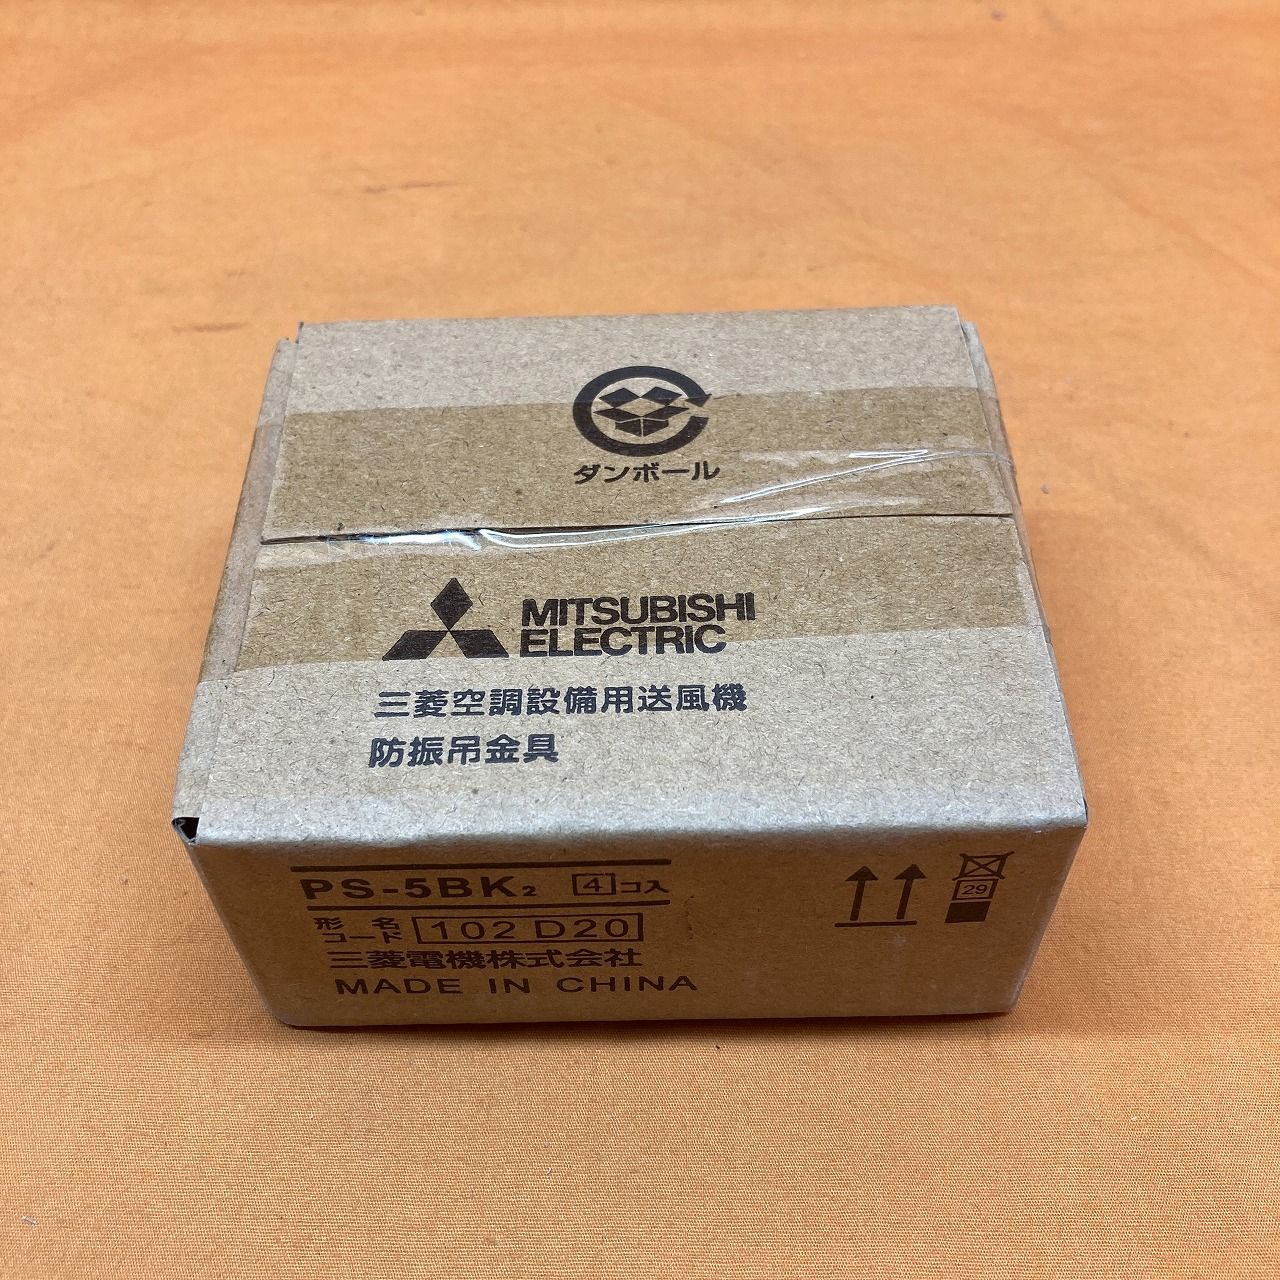 ダンボール
MITSUBISHI
ELECTRIC
三菱空調設備用送風機
防振吊金具
PS-5BK₂ 4コ入
形名
コード 102 D20
三菱電機株式会社
MADE IN CHINA
29